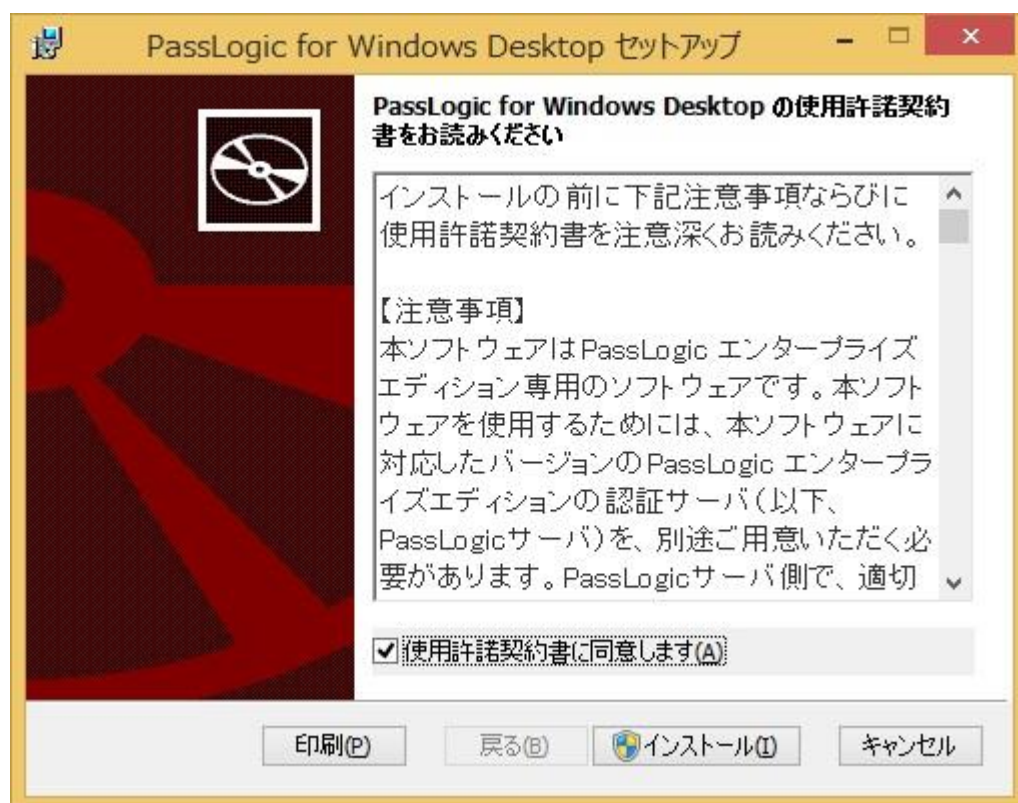 PassLogic for Windows Desktop セットアップ
PassLogic for Windows Desktop の使用許諾契約
書をお読みください
インストールの前に下記注意事項ならびに
使用許諾契約書を注意深くお読みください。
【注意事項】
本ソフトウェアはPassLogic エンタープライズ
エディション専用のソフトウェアです。本ソフト
ウェアを使用するためには、本ソフトウェアに
対応したバージョンのPassLogic エンタープラ
イズエディションの認証サーバ（以下、
PassLogicサーバ）を、別途ご用意いただく必
要があります。PassLogicサーバ側で、適切
使用許諾契約書に同意します(A)
印刷(P)
戻る(B)
インストール(I)
キャンセル